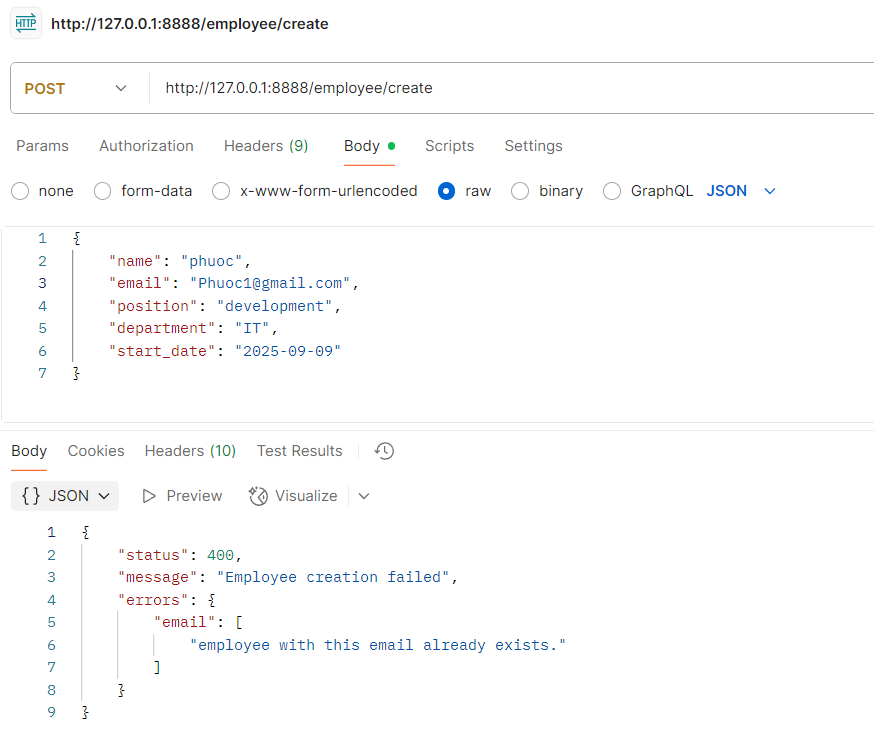 HTTP http://127.0.0.1:8888/employee/create
POST http://127.0.0.1:8888/employee/create
Params Authorization Headers (9) Body Scripts Settings
none form-data x-www-form-urlencoded raw binary GraphQL JSON
1 {
2 "name": "phuoc",
3 "email": "Phuoc1@gmail.com",
4 "position": "development",
5 "department": "IT",
6 "start_date": "2025-09-09"
7 }
Body Cookies Headers (10) Test Results
{} JSON Preview Visualize
1 {
2 "status": 400,
3 "message": "Employee creation failed",
4 "errors": {
5 "email": [
6 "employee with this email already exists."
7 ]
8 }
9 }